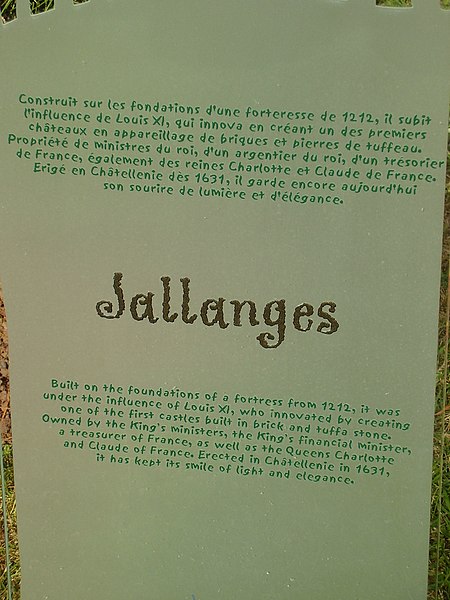 Construit sur les fondations d'une forteresse de 1212, il subit
l'influence de Louis XI, qui innova en créant un des premiers
châteaux en appareillage de briques et pierres de tuffeau.
Propriété de ministres du roi, d'un argentier du roi, d'un trésorier
de France, également des reines Charlotte et Claude de France.
Erigé en Châtellenie dès 1631, il garde encore aujourd'hui
son sourire de lumière et d'élégance.
Jallanges
Built on the foundations of a fortress from 1212, it was
under the influence of Louis XI, who innovated by creating
one of the first castles built in brick and tuffa stone.
Owned by the King's ministers, the King's financial minister,
a treasurer of France, as well as the Queens Charlotte
and Claude of France. Erected in Châtellenie in 1631,
it has kept its smile of light and elegance.